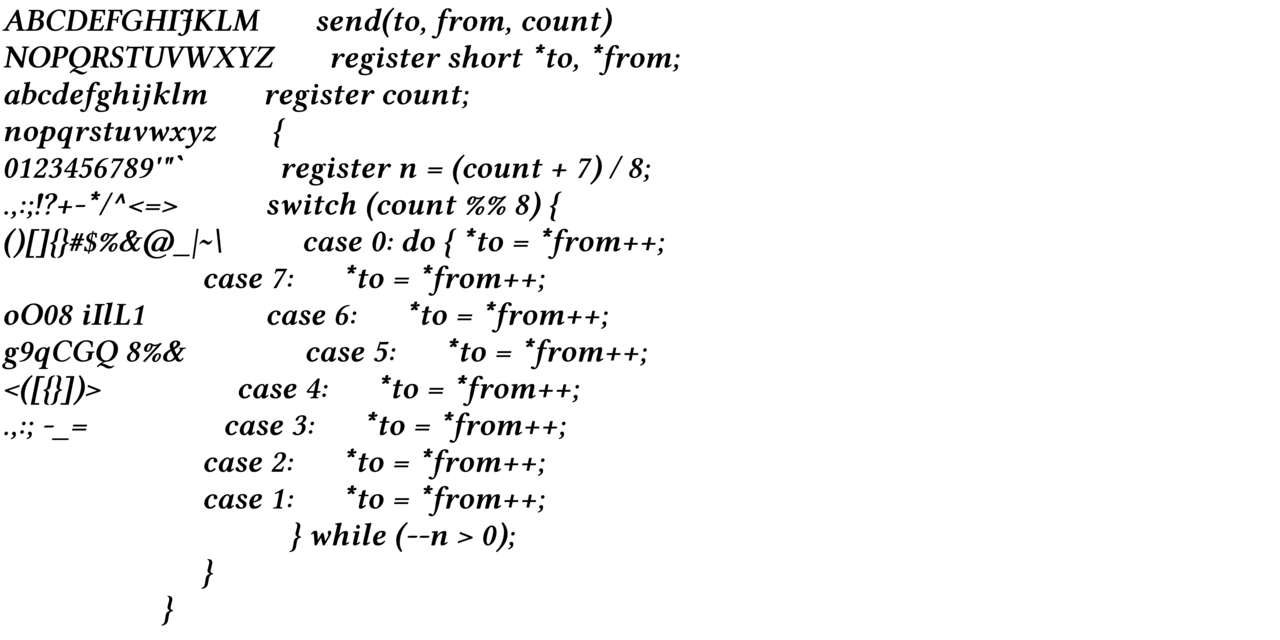 ABCDEFGHIJKLM send(to, from, count)
NOPQRSTUVWXYZ register short *to, *from;
abcdefghijklm register count;
nopqrstuvwxyz {
0123456789'"` register n = (count + 7) / 8;
.,:;!?+-*/^<=> switch (count %% 8) {
()[]{}#$%&@_|~\ case 0: do { *to = *from++;
case 7: *to = *from++;
oO08 iIlL1 case 6: *to = *from++;
g9qCGQ 8%& case 5: *to = *from++;
<([{}])> case 4: *to = *from++;
.,:; -_= case 3: *to = *from++;
case 2: *to = *from++;
case 1: *to = *from++;
} while (--n > 0);
}
}